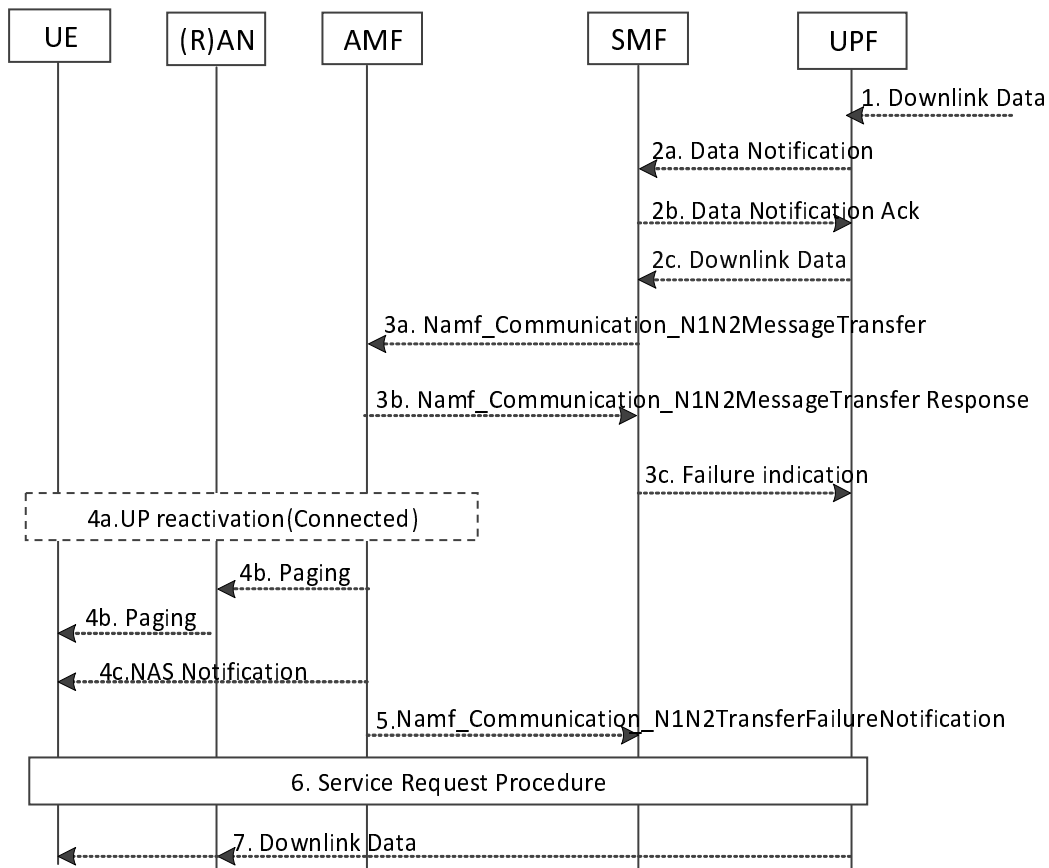 UE
(R)AN
AMF
SMF
UPF
1. Downlink Data
2a. Data Notification
2b. Data Notification Ack
2c. Downlink Data
3a. Namf_Communication_N1N2MessageTransfer
3b. Namf_Communication_N1N2MessageTransfer Response
3c. Failure indication
4a.UP reactivation(Connected)
4b. Paging
4b. Paging
4c.NAS Notification
5.Namf_Communication_N1N2TransferFailureNotification
6. Service Request Procedure
7. Downlink Data